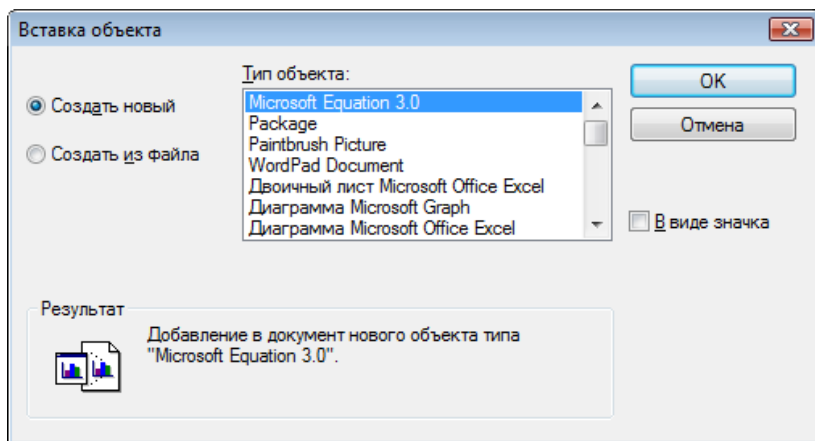 Вставка объекта
Тип объекта:
Создать новый
Создать из файла
Microsoft Equation 3.0
Package
Paintbrush Picture
WordPad Document
Двоичный лист Microsoft Office Excel
Диаграмма Microsoft Graph
Диаграмма Microsoft Office Excel
OK
Отмена
В виде значка
Результат
Добавление в документ нового объекта типа
"Microsoft Equation 3.0".